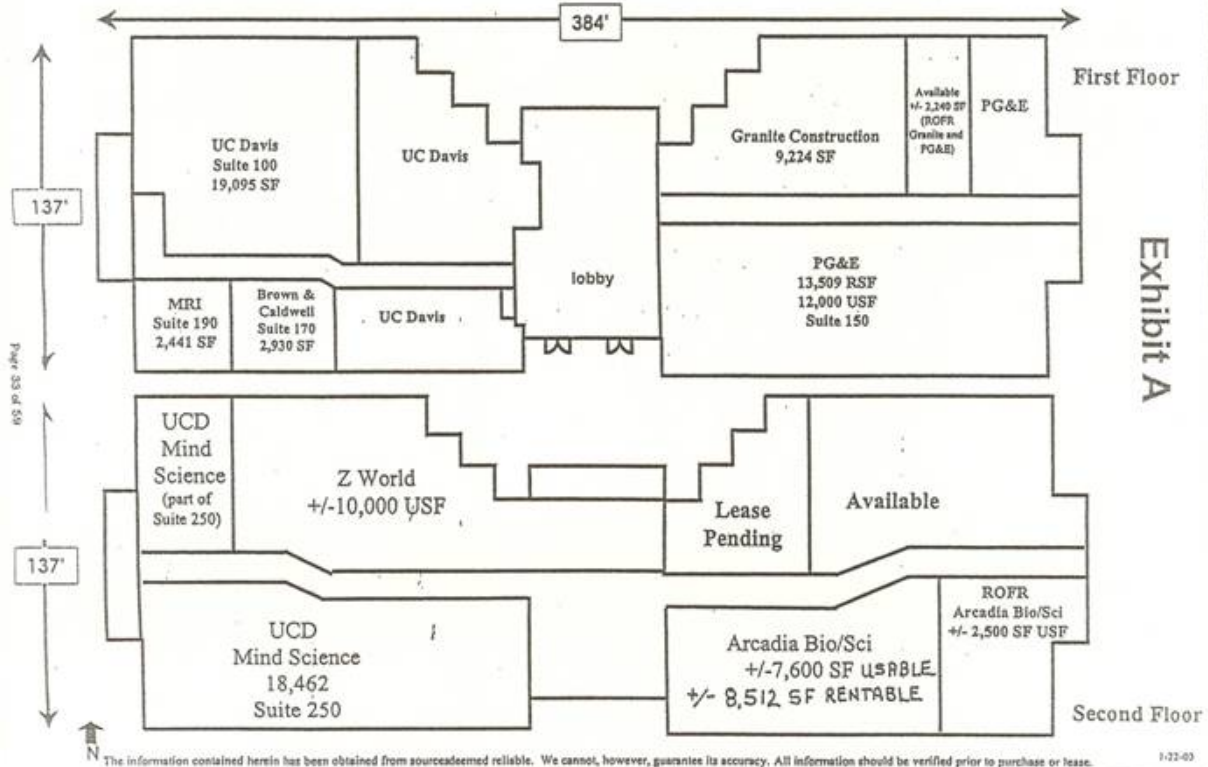 384'
First Floor
137'
UC Davis
Suite 100
19,095 SF
UC Davis
Granite Construction
9,224 SF
Available
+/- 2,240 SF
(ROFR
Granite and
PG&E)
PG&E
lobby
PG&E
13,509 RSF
12,000 USF
Suite 150
MRI
Suite 190
2,441 SF
Brown &
Caldwell
Suite 170
2,930 SF
UC Davis
Exhibit A
Page 33 of 59
137'
UCD
Mind
Science
(part of
Suite 250)
Z World
+/-10,000 USF
Lease
Pending
Available
UCD
Mind Science
18,462
Suite 250
Arcadia Bio/Sci
+/-7,600 SF USABLE
+/- 8,512 SF RENTABLE
ROFR
Arcadia Bio/Sci
+/- 2,500 SF USF
Second Floor
N
The information contained herein has been obtained from sourceadeemed reliable. We cannot, however, guarantee its accuracy. All information should be verified prior to purchase or lease.
1-22-03